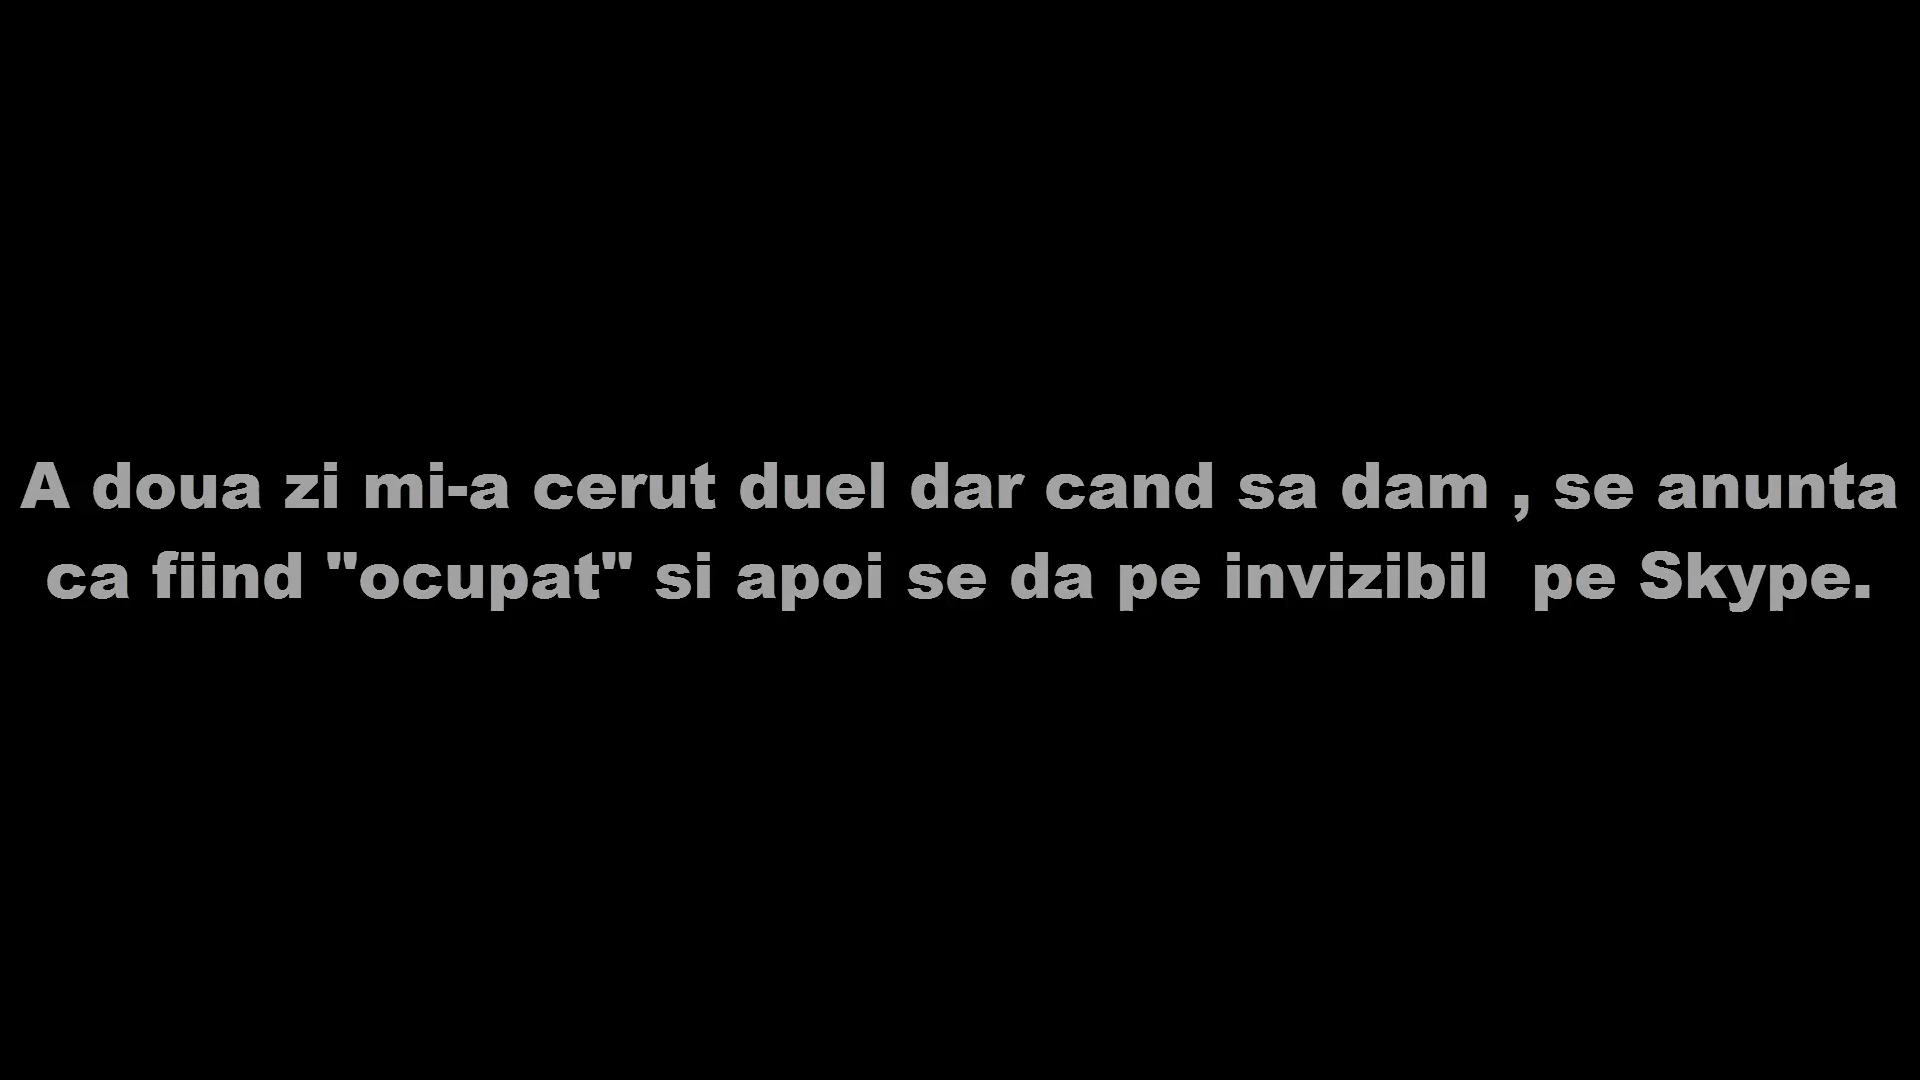 A doua zi mi-a cerut duel dar cand sa dam , se anunta
ca fiind "ocupat" si apoi se da pe invizibil  pe Skype.